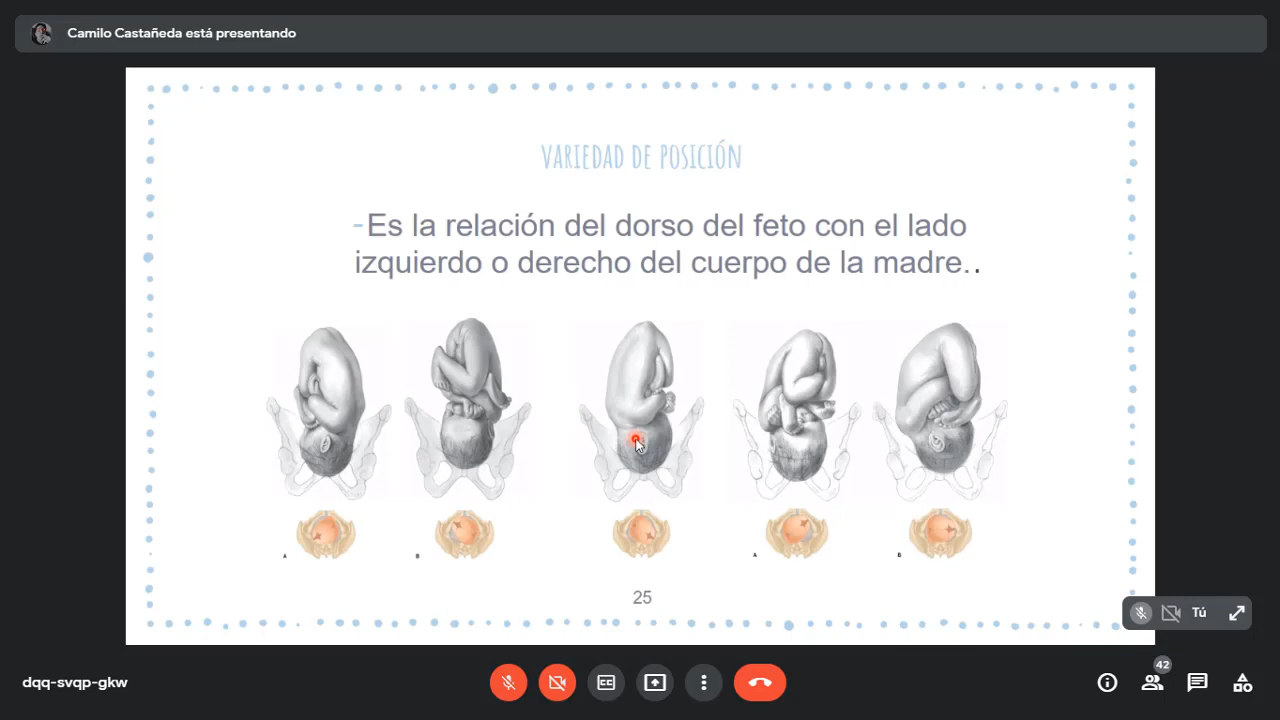 Camilo Castañeda está presentando
VARIEDAD DE POSICIÓN
-Es la relación del dorso del feto con el lado
izquierdo o derecho del cuerpo de la madre..
A B A B
25
Tú
dqq-svqp-gkw
CC
42